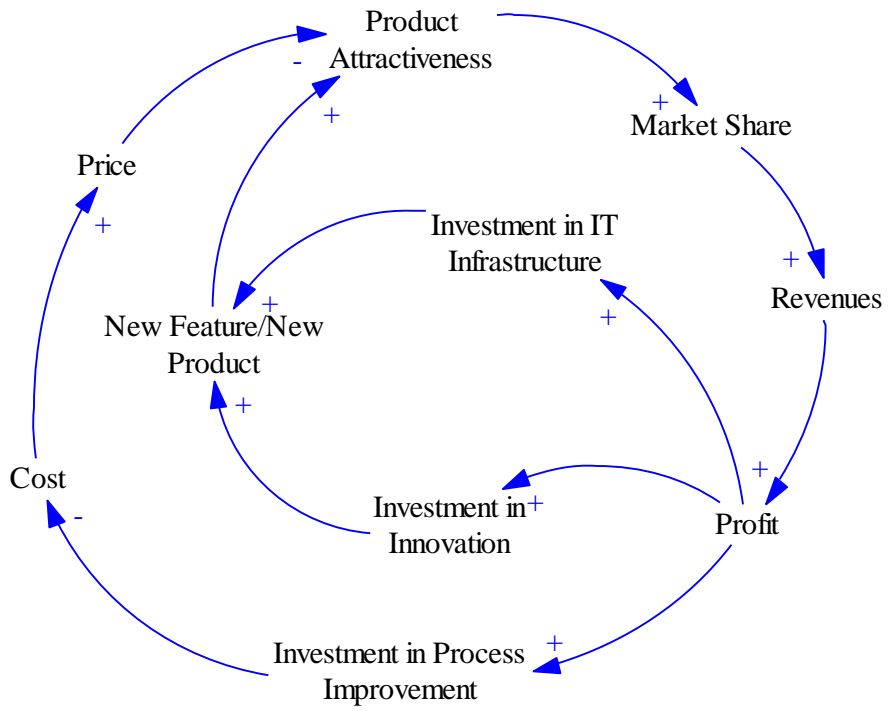 Product
Attractiveness
-
+
+
Market Share
Price
+
Investment in IT
Infrastructure
+
Revenues
+
+
New Feature/New
Product
+
+
Cost
-
Investment in
Innovation
+
Profit
+
Investment in Process
Improvement